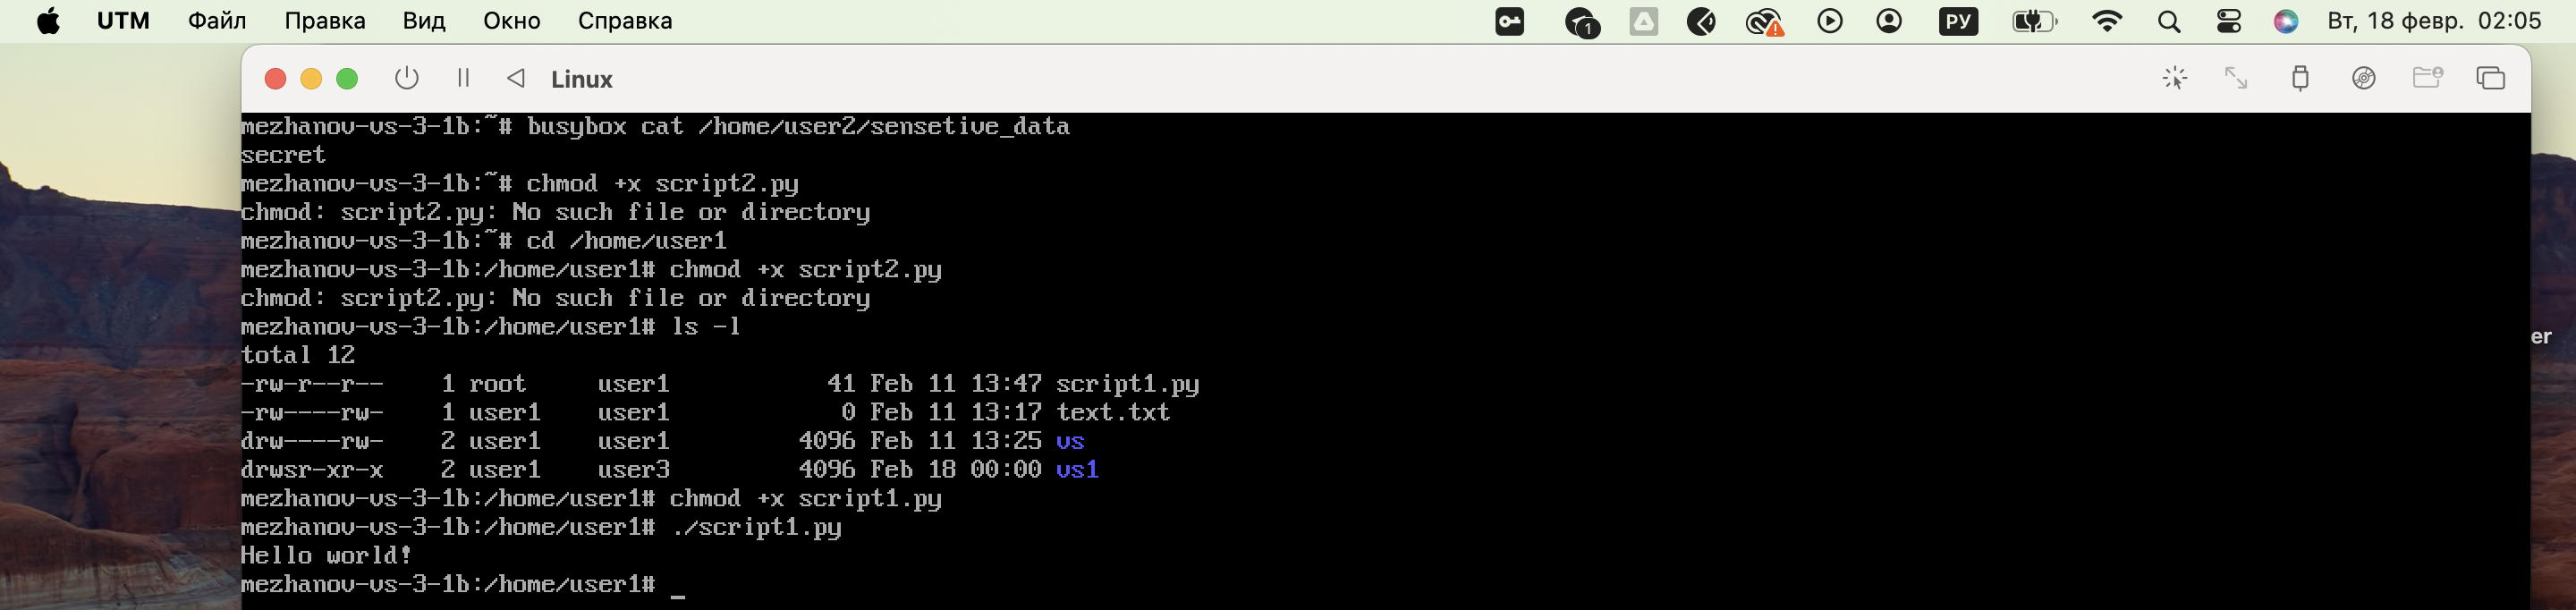 UTM Файл Правка Вид Окно Справка 1 РУ Вт, 18 февр. 02:05
Linux
mezhanov-vs-3-1b:~# busybox cat /home/user2/sensetive_data
secret
mezhanov-vs-3-1b:~# chmod +x script2.py
chmod: script2.py: No such file or directory
mezhanov-vs-3-1b:~# cd /home/user1
mezhanov-vs-3-1b:/home/user1# chmod +x script2.py
chmod: script2.py: No such file or directory
mezhanov-vs-3-1b:/home/user1# ls -l
total 12
-rw-r--r--    1 root     user1           41 Feb 11 13:47 script1.py
-rw----rw-    1 user1    user1            0 Feb 11 13:17 text.txt
drw----rw-    2 user1    user1         4096 Feb 11 13:25 vs
drwsr-xr-x    2 user1    user3         4096 Feb 18 00:00 vs1
mezhanov-vs-3-1b:/home/user1# chmod +x script1.py
mezhanov-vs-3-1b:/home/user1# ./script1.py
Hello world!
mezhanov-vs-3-1b:/home/user1# _
er